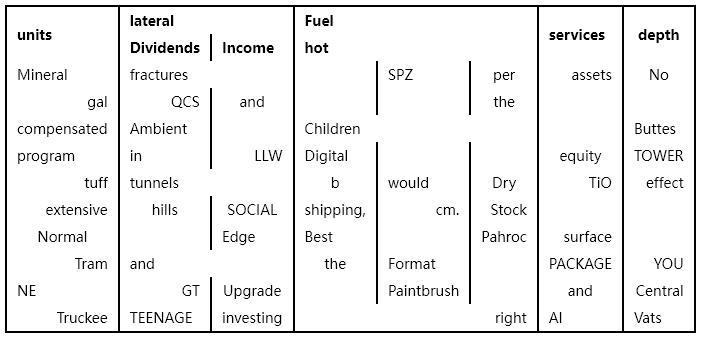 units lateral Fuel services depth
Dividends Income hot
Mineral fractures SPZ per assets No
gal QCS and the
compensated Ambient Children Buttes
program in LLW Digital equity TOWER
tuff tunnels b would Dry TiO effect
extensive hills SOCIAL shipping, cm. Stock
Normal Edge Best Pahroc surface
Tram and the Format PACKAGE YOU
NE GT Upgrade Paintbrush and Central
Truckee TEENAGE investing right Al Vats